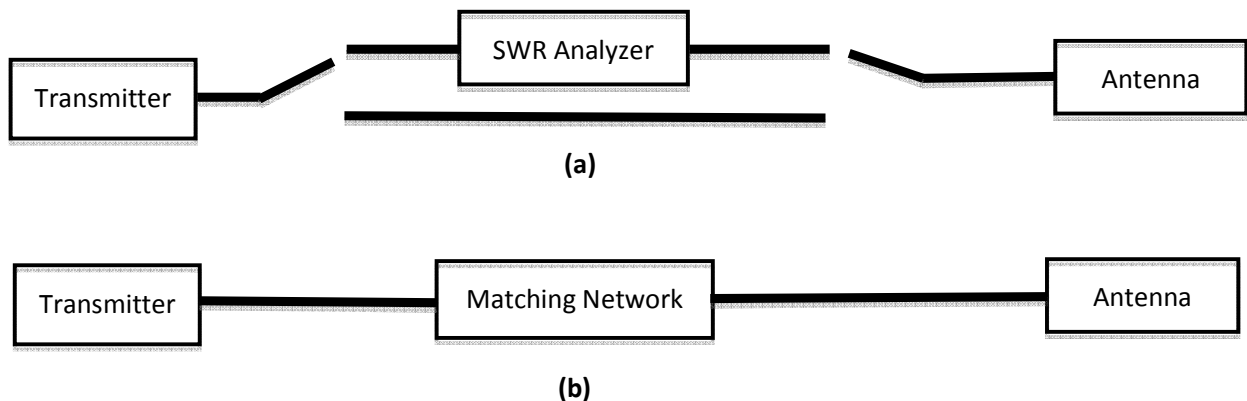 SWR Analyzer
Transmitter
Antenna
(a)
Transmitter
Matching Network
Antenna
(b)